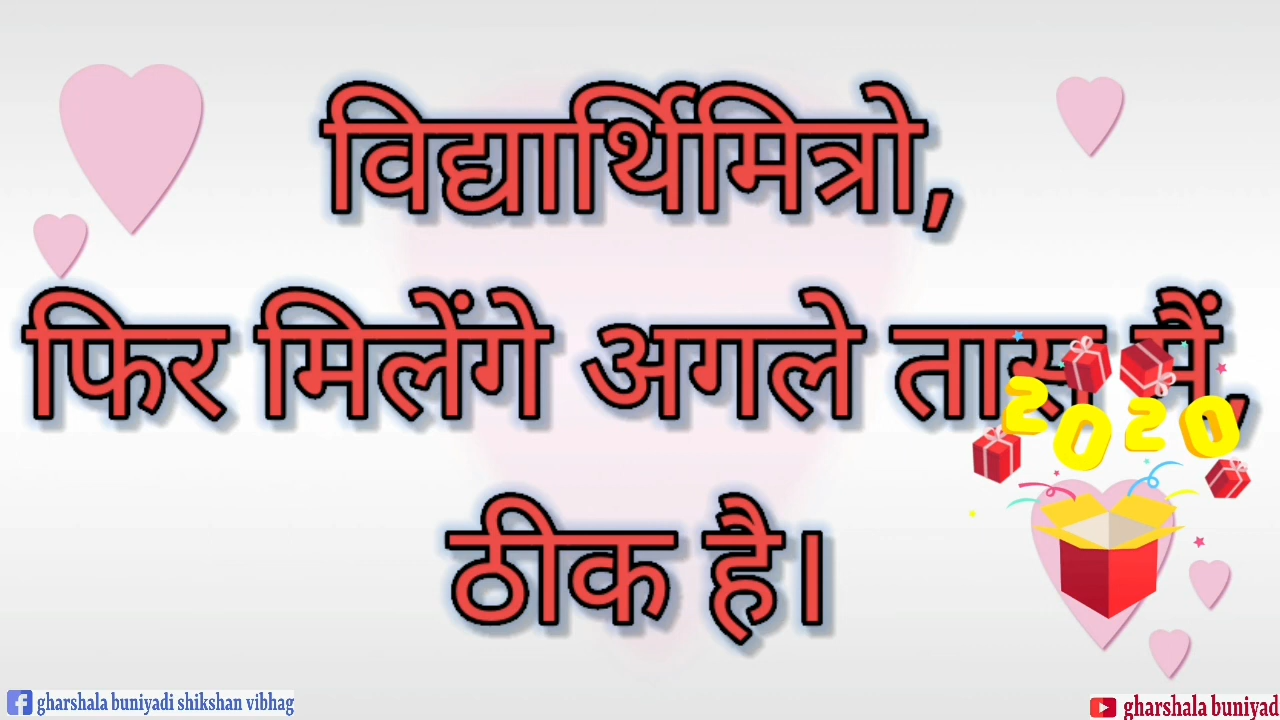 विद्यार्थिमित्रो,
फिर मिलेंगे अगले तास मैं,
ठीक है।
2020
gharshala buniyadi shikshan vibhag
gharshala buniyad